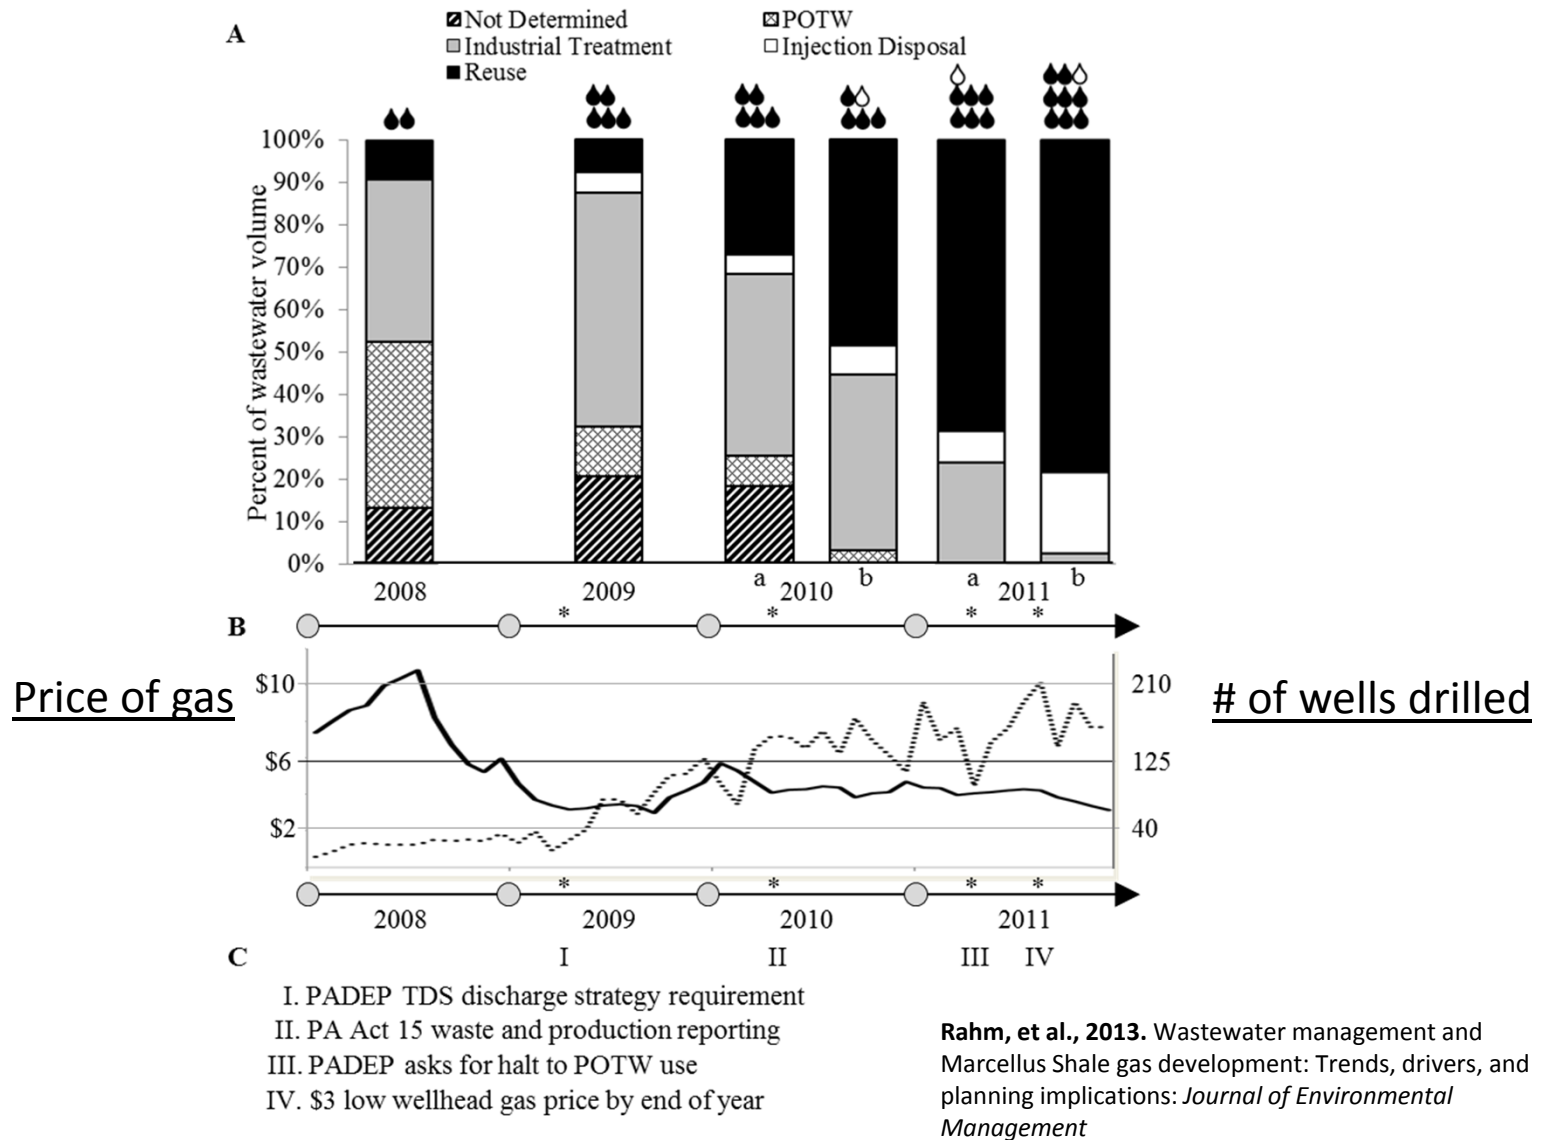 A
Not Determined
POTW
Industrial Treatment
Injection Disposal
Reuse
Percent of wastewater volume
100%
90%
80%
70%
60%
50%
40%
30%
20%
10%
0%
a b a b
2008 2009 2010 2011
* * * *
B
Price of gas
# of wells drilled
$10 210
$6 125
$2 40
* * * *
2008 2009 2010 2011
C I II III IV
I. PADEP TDS discharge strategy requirement
II. PA Act 15 waste and production reporting
III. PADEP asks for halt to POTW use
IV. $3 low wellhead gas price by end of year
Rahm, et al., 2013. Wastewater management and
Marcellus Shale gas development: Trends, drivers, and
planning implications: Journal of Environmental
Management